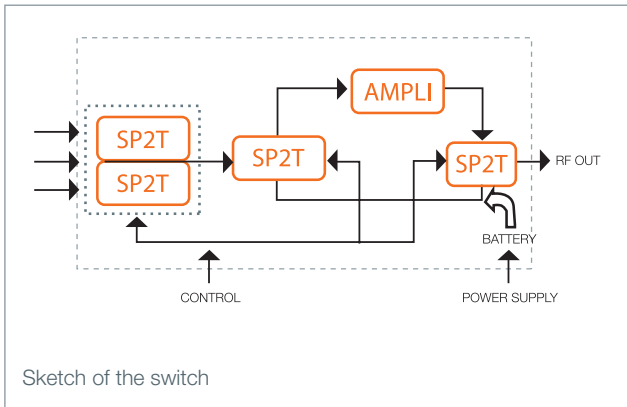 AMPLI
SP2T
SP2T
SP2T
SP2T
RF OUT
BATTERY
CONTROL
POWER SUPPLY
Sketch of the switch